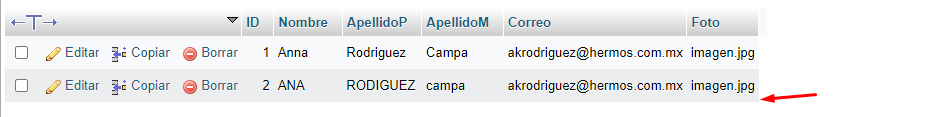 ID Nombre ApellidoP ApellidoM Correo Foto
Editar Copiar Borrar 1 Anna Rodriguez Campa akrodriguez@hermos.com.mx imagen.jpg
Editar Copiar Borrar 2 ANA RODIGUEZ campa akrodriguez@hermos.com.mx imagen.jpg